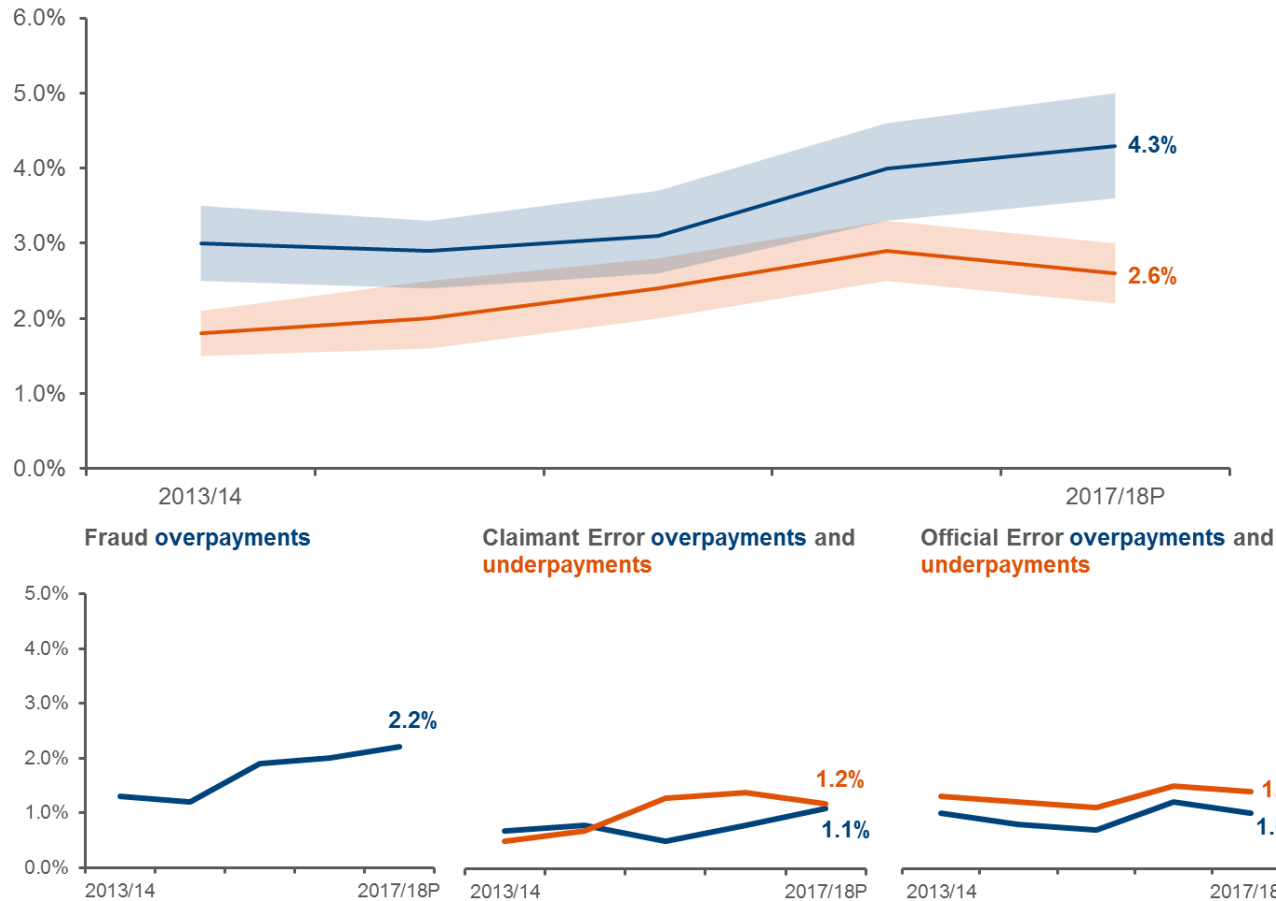 6.0%
5.0%
4.0%
3.0%
2.0%
1.0%
0.0%
4.3%
2.6%
2013/14
2017/18P
Fraud overpayments
5.0%
4.0%
3.0%
2.0%
1.0%
0.0%
2.2%
2013/14
2017/18P
Claimant Error overpayments and
underpayments
1.2%
1.1%
2013/14
2017/18P
Official Error overpayments and
underpayments
2013/14
2017/18